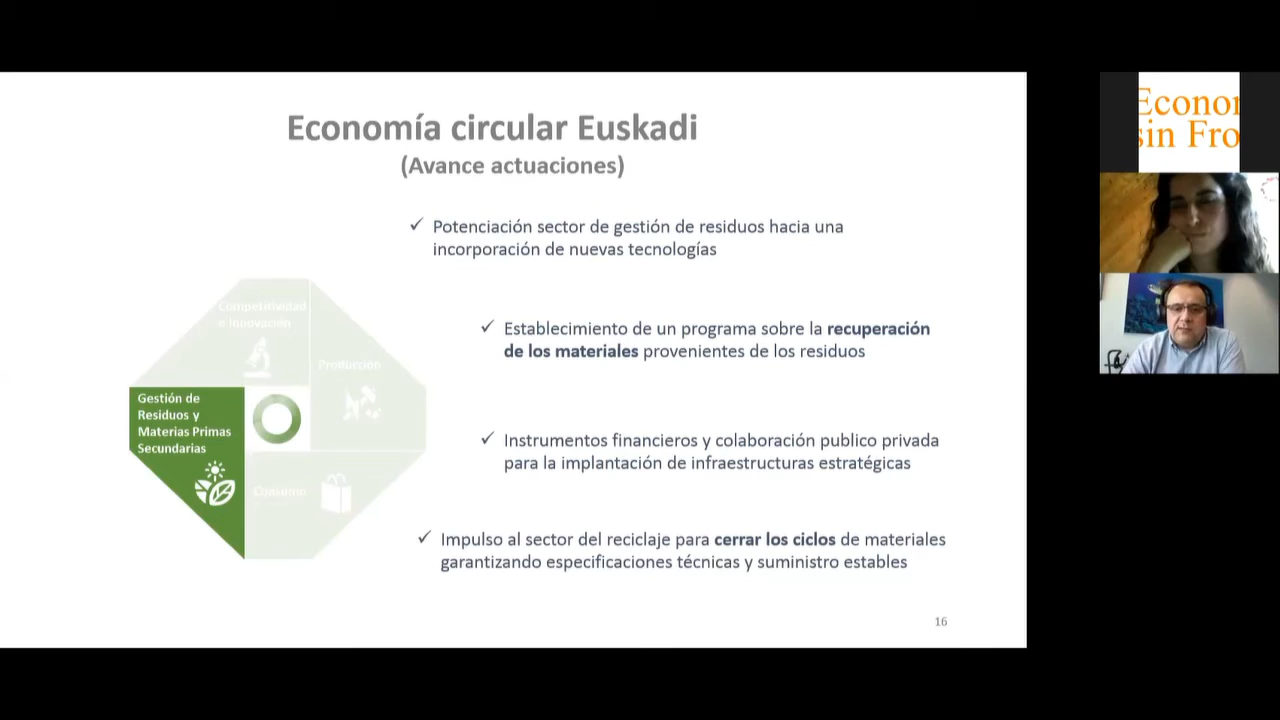 Economía circular Euskadi
(Avance actuaciones)
Potenciación sector de gestión de residuos hacia una
incorporación de nuevas tecnologías
Establecimiento de un programa sobre la recuperación
de los materiales provenientes de los residuos
Instrumentos financieros y colaboración publico privada
para la implantación de infraestructuras estratégicas
Impulso al sector del reciclaje para cerrar los ciclos de materiales
garantizando especificaciones técnicas y suministro estables
Competitividad
e Innovación
Producción
Gestión de
Residuos y
Materias Primas
Secundarias
Consumo
16
Econor
sin Fro